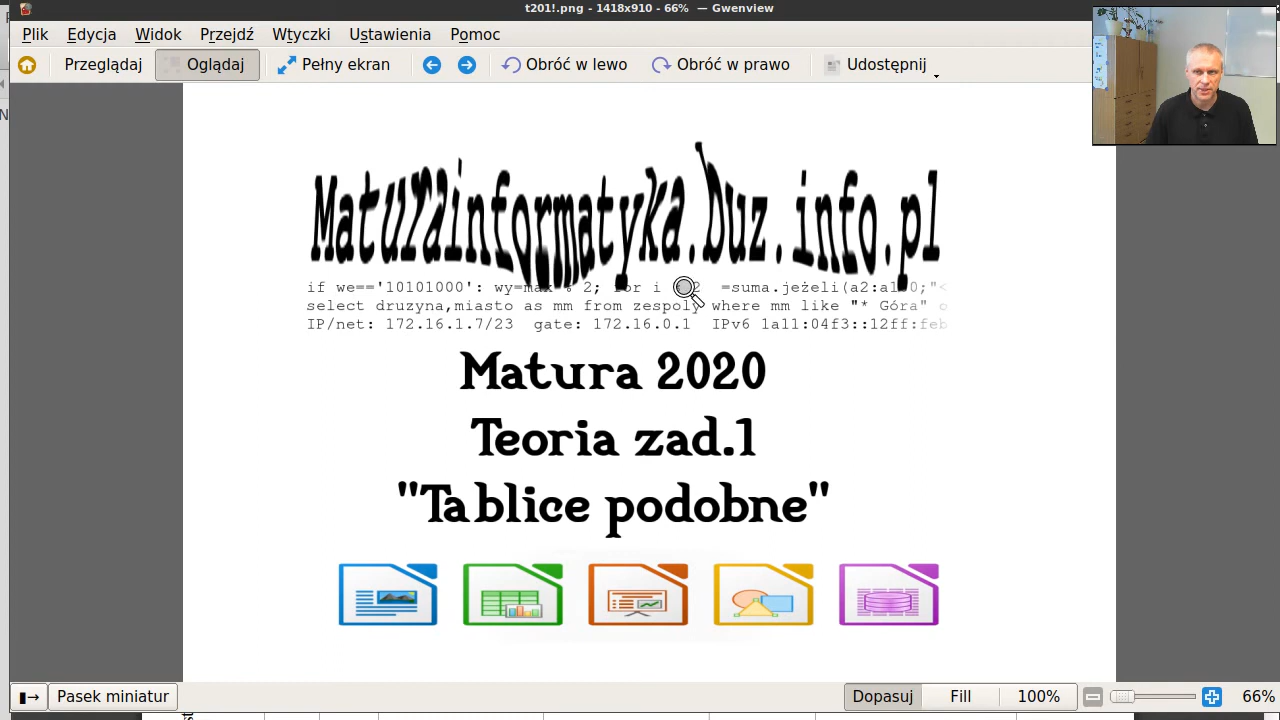 t201!.png - 1418x910 - 66% — Gwenview
Plik Edycja Widok Przejdź Wtyczki Ustawienia Pomoc
Przeglądaj Oglądaj Pełny ekran Obróć w lewo Obróć w prawo Udostępnij
Maturainformatyka.buz.info.pl
if we=='10101000': wy=max % 2; for i =suma.jeżeli(a2:a100;"<
select druzyna,miasto as mm from zespoly where mm like "* Góra" o
IP/net: 172.16.1.7/23 gate: 172.16.0.1 IPv6 1a11:04f3::12ff:feb
Matura 2020
Teoria zad.1
"Tablice podobne"
Pasek miniatur Dopasuj Fill 100% 66%